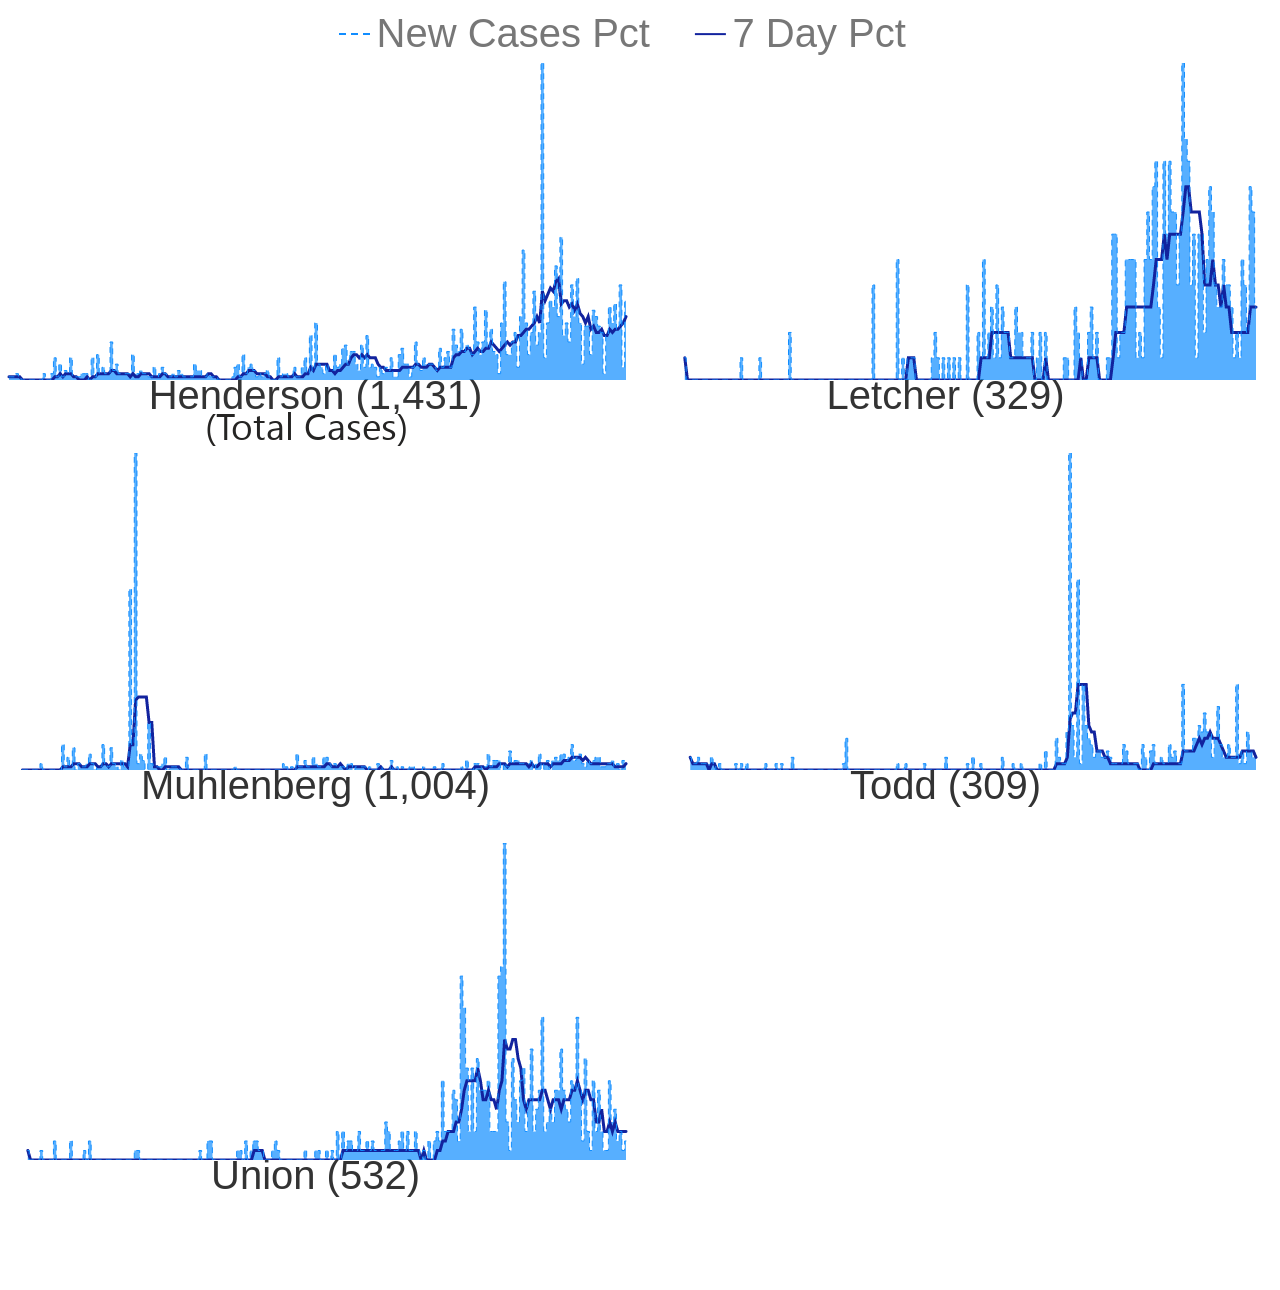 New Cases Pct 7 Day Pct
Henderson (1,431) Letcher (329)
(Total Cases)
Muhlenberg (1,004) Todd (309)
Union (532)